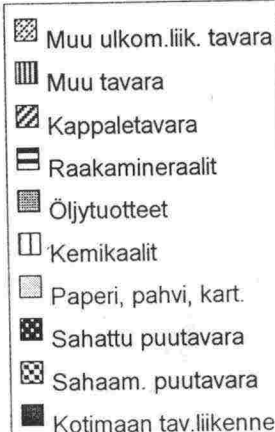 Muu ulkom.liik. tavara
Muu tavara
Kappaletavara
Raakamineraalit
Öljytuotteet
Kemikaalit
Paperi, pahvi, kart.
Sahattu puutavara
Sahaam. puutavara
Kotimaan tav.liikenne